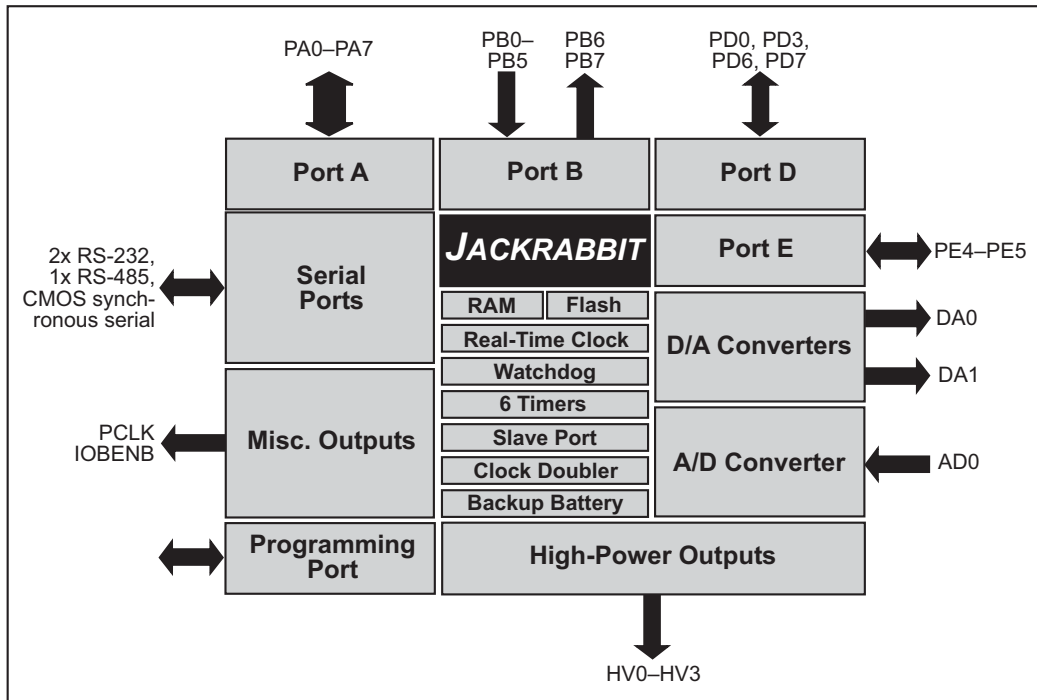 PA0–PA7
PB0–
PB5
PB6
PB7
PD0, PD3,
PD6, PD7
Port A
Port B
Port D
2x RS-232,
1x RS-485,
CMOS synch-
ronous serial
Serial
Ports
JACKRABBIT
Port E
PE4–PE5
RAM
Flash
Real-Time Clock
Watchdog
6 Timers
Slave Port
Clock Doubler
Backup Battery
D/A Converters
DA0
DA1
PCLK
IOBENB
Misc. Outputs
A/D Converter
AD0
Programming
Port
High-Power Outputs
HV0–HV3